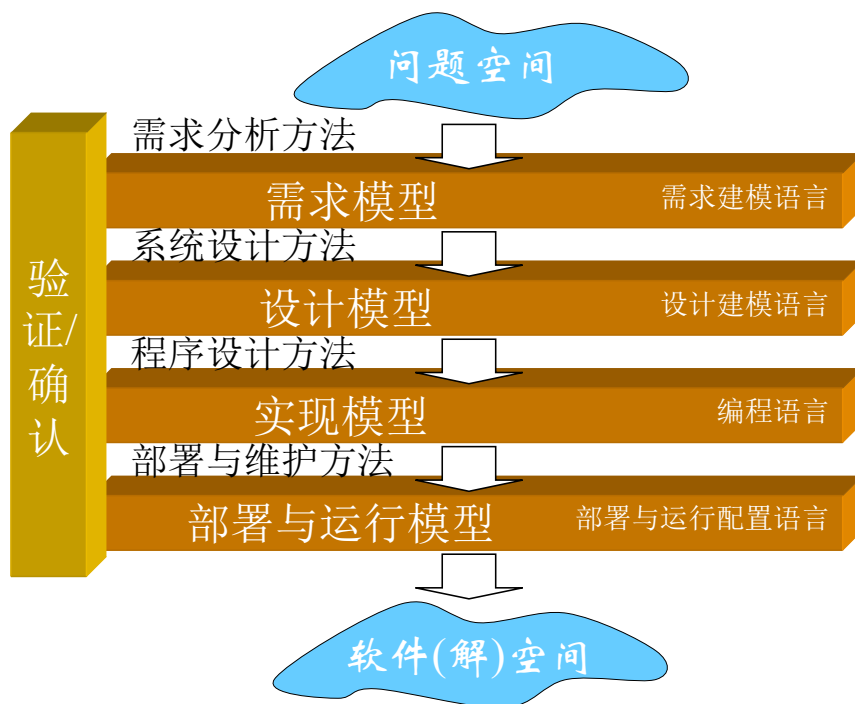 问题空间
需求分析方法
需求模型 需求建模语言
系统设计方法
设计模型 设计建模语言
程序设计方法
实现模型 编程语言
部署与维护方法
部署与运行模型 部署与运行配置语言
验
证/
确
认
软件(解)空间